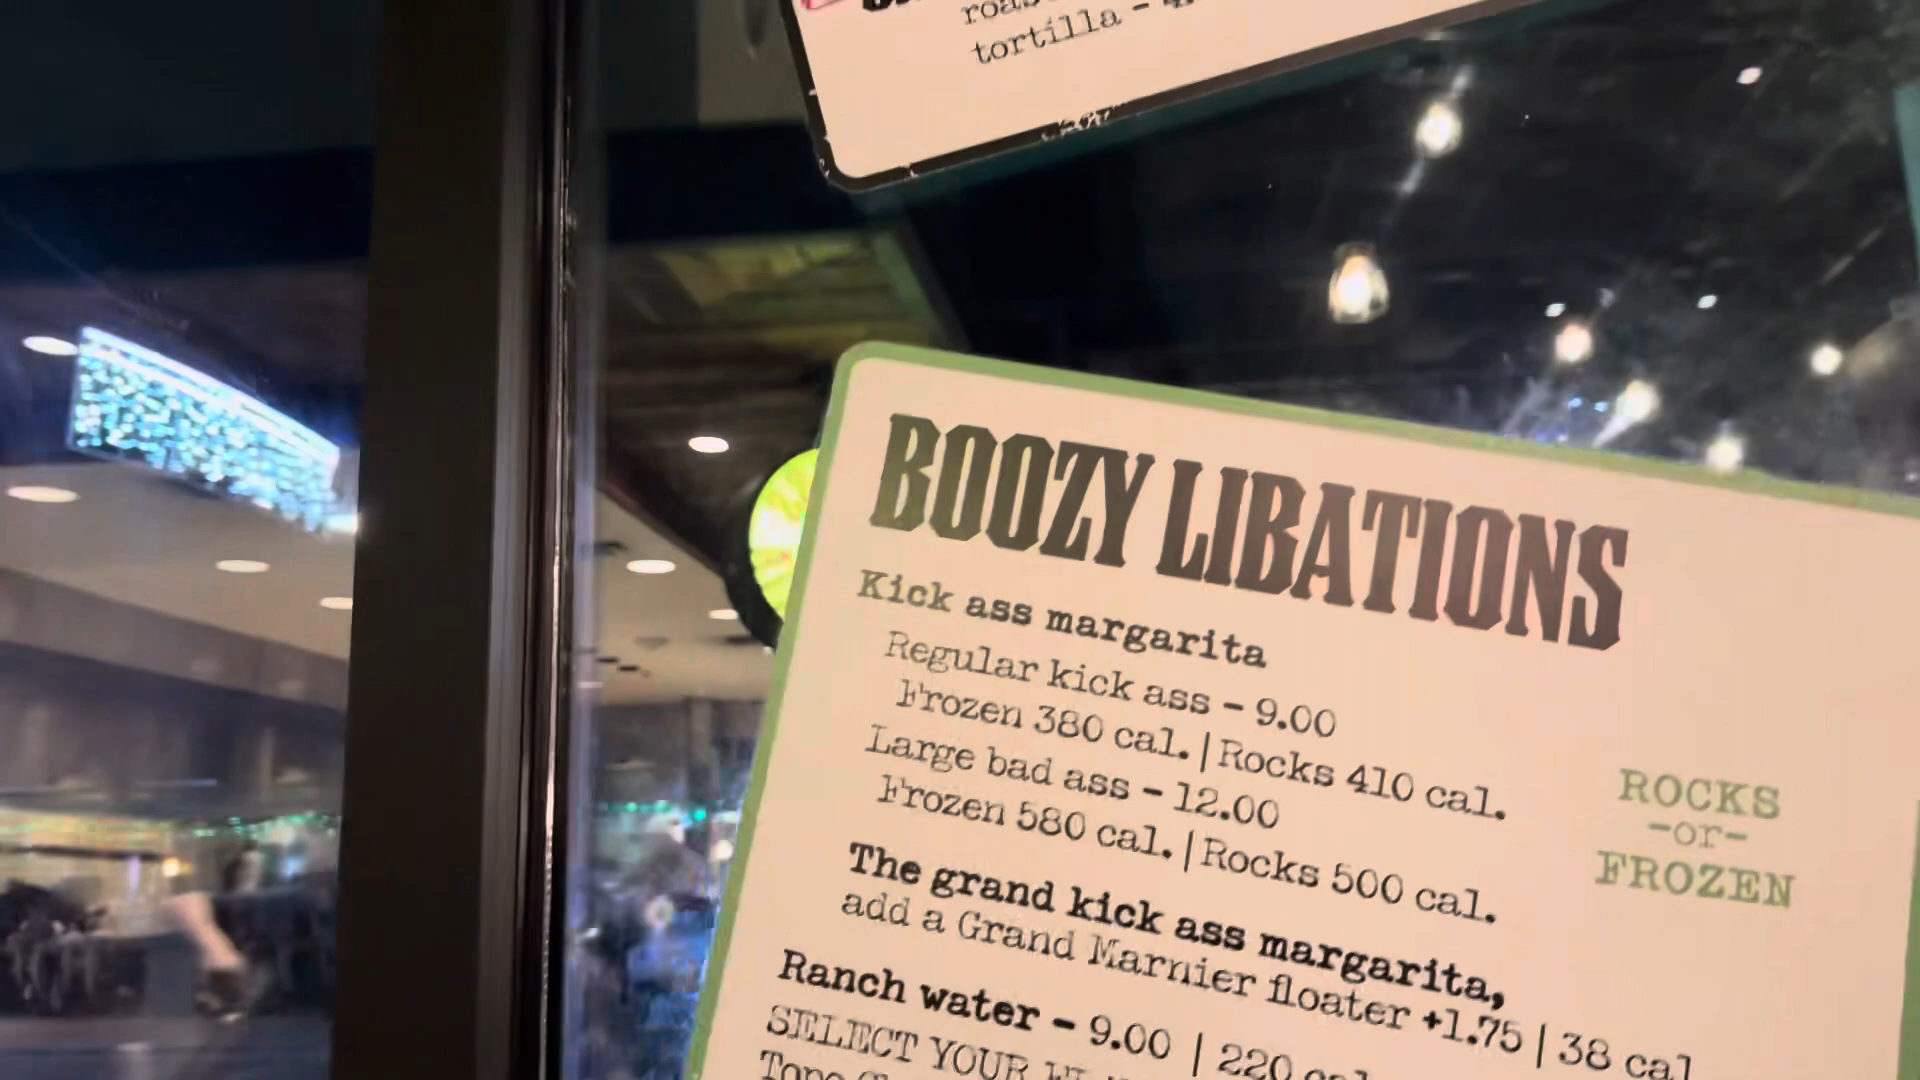 tortilla -
BOOZY LIBATIONS
Kick ass margarita
Regular kick ass - 9.00
Frozen 380 cal. | Rocks 410 cal.
Large bad ass - 12.00
Frozen 580 cal. | Rocks 500 cal.
ROCKS
-or-
FROZEN
The grand kick ass margarita,
add a Grand Marnier floater +1.75 | 38 cal
Ranch water - 9.00 | 220 cal
SELECT YOUR
Topo